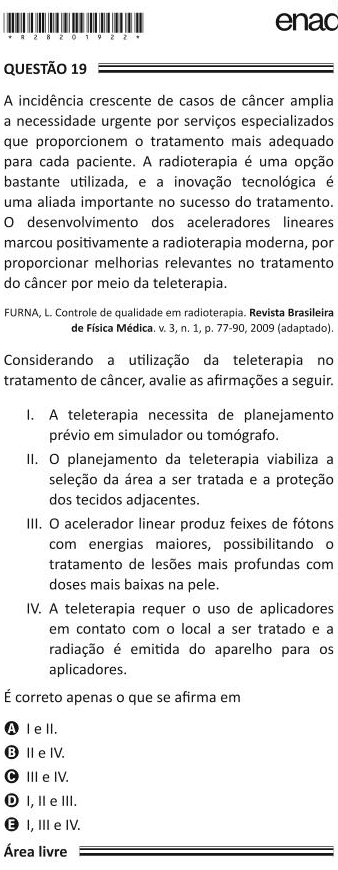 enad
* R 2 8 2 0 1 9 2 2 *
QUESTÃO 19
A incidência crescente de casos de câncer amplia
a necessidade urgente por serviços especializados
que proporcionem o tratamento mais adequado
para cada paciente. A radioterapia é uma opção
bastante utilizada, e a inovação tecnológica é
uma aliada importante no sucesso do tratamento.
O desenvolvimento dos aceleradores lineares
marcou positivamente a radioterapia moderna, por
proporcionar melhorias relevantes no tratamento
do câncer por meio da teleterapia.
FURNA, L. Controle de qualidade em radioterapia. Revista Brasileira
de Física Médica. v. 3, n. 1, p. 77-90, 2009 (adaptado).
Considerando a utilização da teleterapia no
tratamento de câncer, avalie as afirmações a seguir.
I. A teleterapia necessita de planejamento
prévio em simulador ou tomógrafo.
II. O planejamento da teleterapia viabiliza a
seleção da área a ser tratada e a proteção
dos tecidos adjacentes.
III. O acelerador linear produz feixes de fótons
com energias maiores, possibilitando o
tratamento de lesões mais profundas com
doses mais baixas na pele.
IV. A teleterapia requer o uso de aplicadores
em contato com o local a ser tratado e a
radiação é emitida do aparelho para os
aplicadores.
É correto apenas o que se afirma em
A I e II.
B II e IV.
C III e IV.
D I, II e III.
E I, III e IV.
Área livre